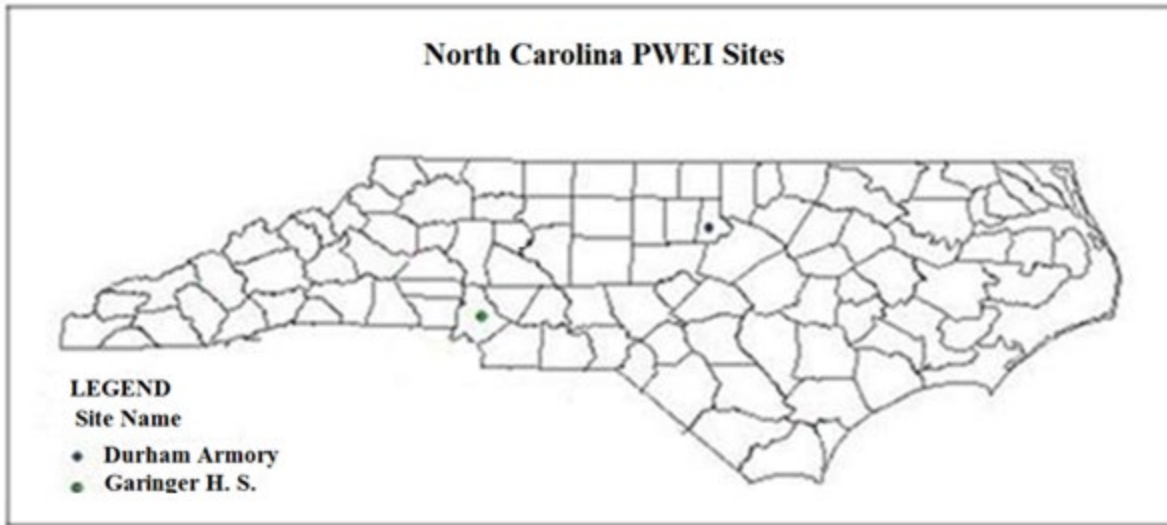 North Carolina PWEI Sites
LEGEND
Site Name
Durham Armory
Garinger H. S.